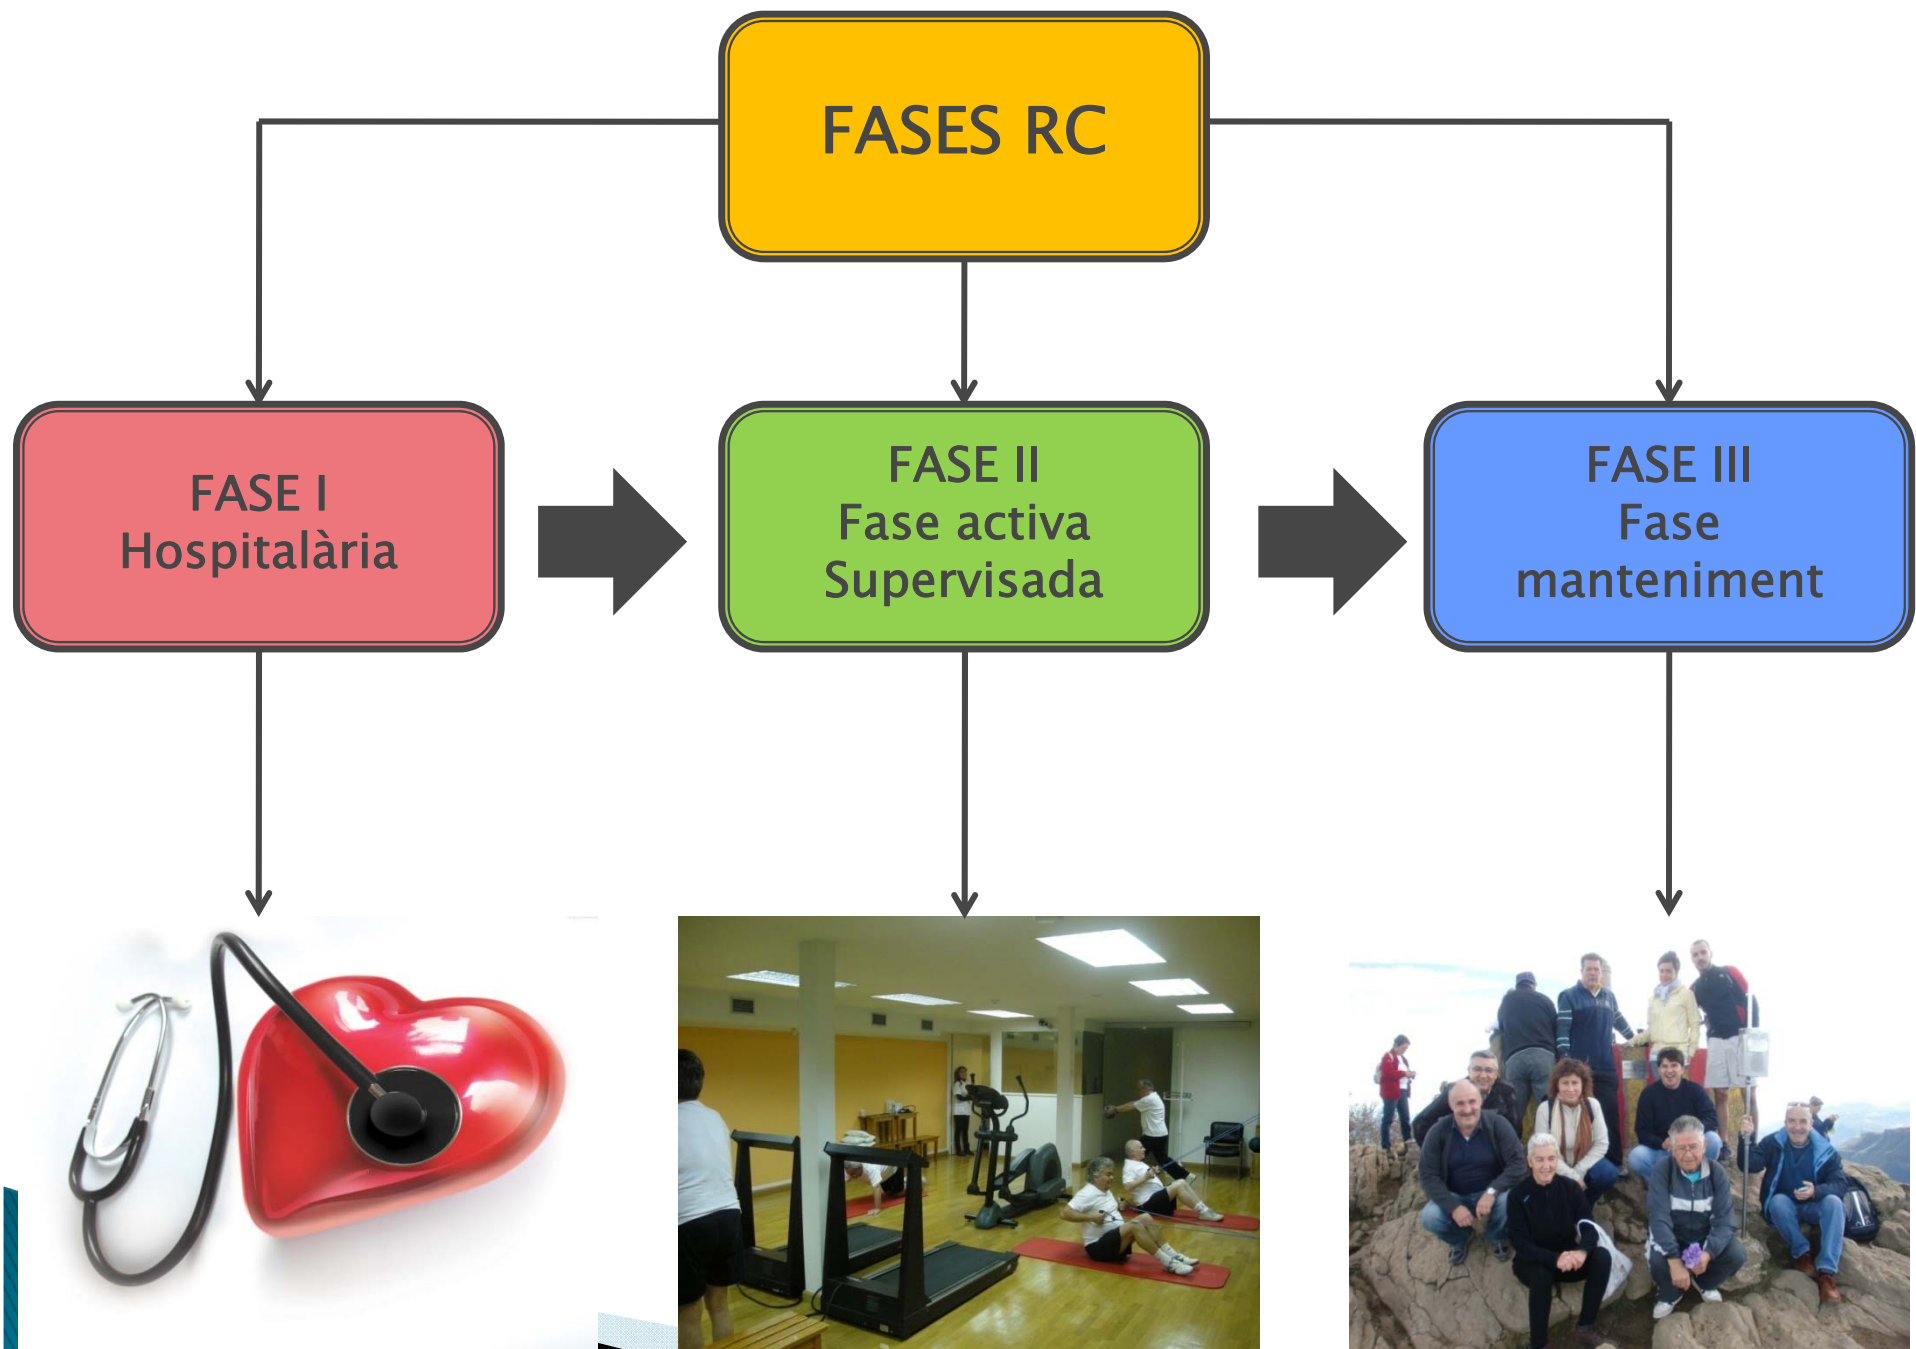 FASES RC
FASE I
Hospitalària
FASE II
Fase activa
Supervisada
FASE III
Fase
manteniment